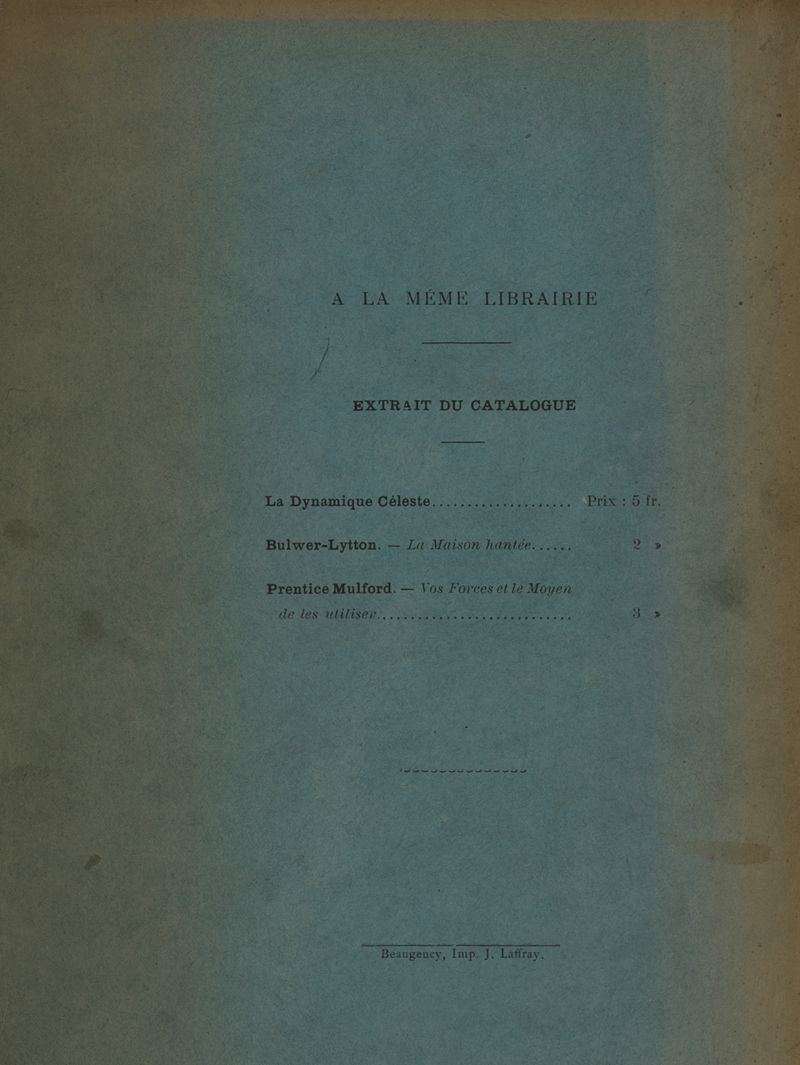 A LA MÊME LIBRAIRIE
EXTRAIT DU CATALOGUE
La Dynamique Céleste.................... Prix : 5 fr.
Bulwer-Lytton. — La Maison hantée...... 2 »
Prentice Mulford. — Vos Forces et le Moyen
de les utiliser............................ 3 »
Beaugency, Imp. J. Laffray.